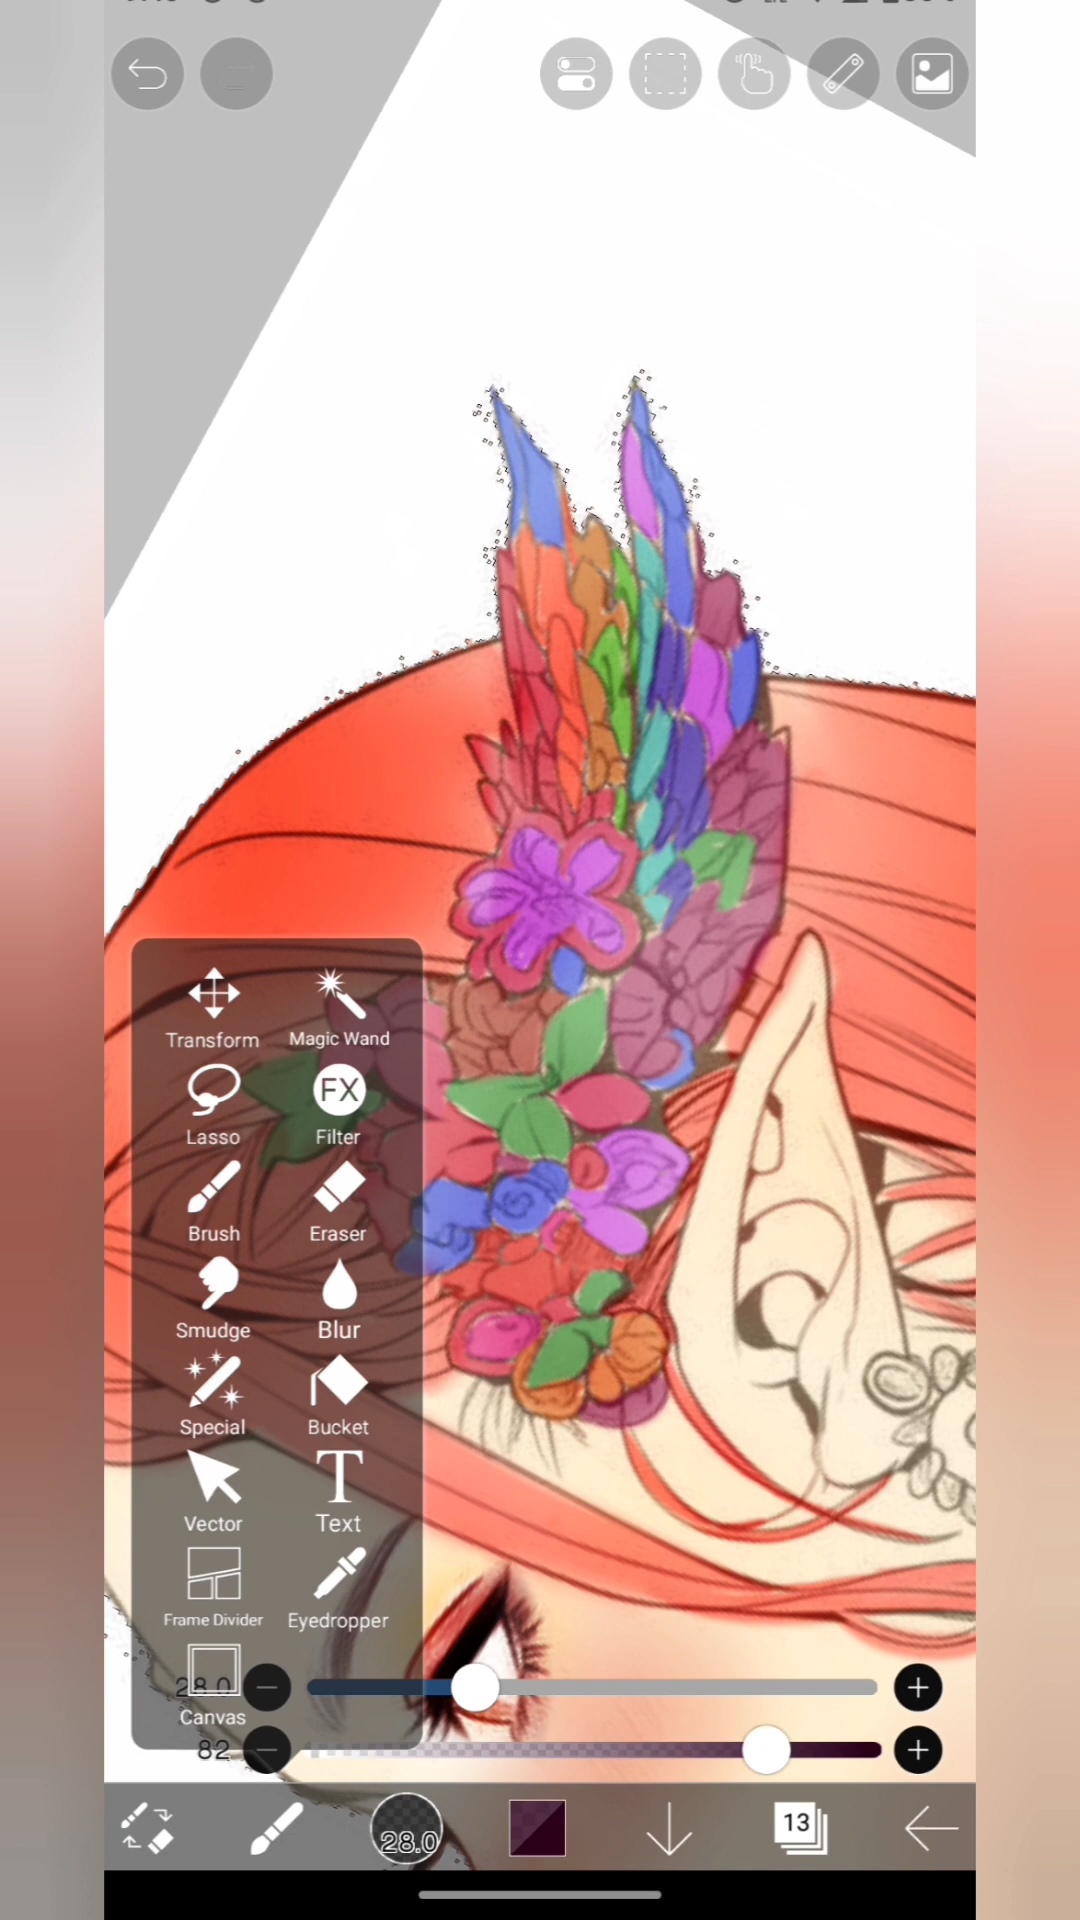 Transform
Magic Wand
Lasso
FX
Filter
Brush
Eraser
Smudge
Blur
Special
Bucket
Vector
T
Text
Frame Divider
Eyedropper
Canvas
28.0
82
28.0
13